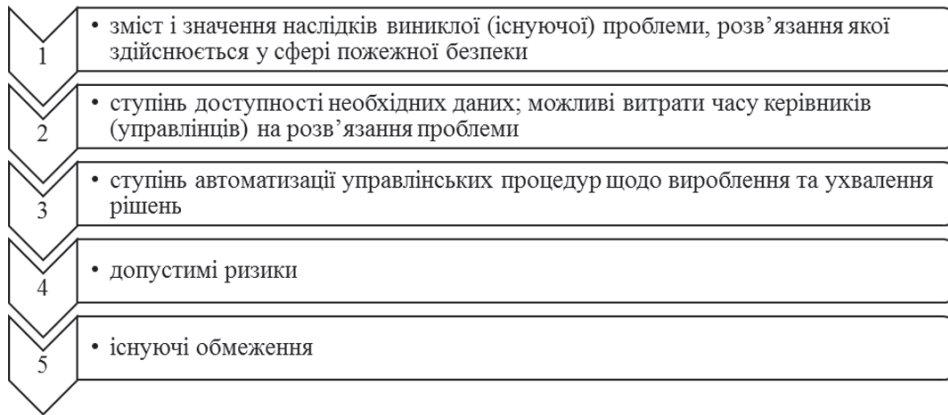 1
• зміст і значення наслідків виниклої (існуючої) проблеми, розв’язання якої
здійснюється у сфері пожежної безпеки
2
• ступінь доступності необхідних даних; можливі витрати часу керівників
(управлінців) на розв’язання проблеми
3
• ступінь автоматизації управлінських процедур щодо вироблення та ухвалення
рішень
4
• допустимі ризики
5
• існуючі обмеження